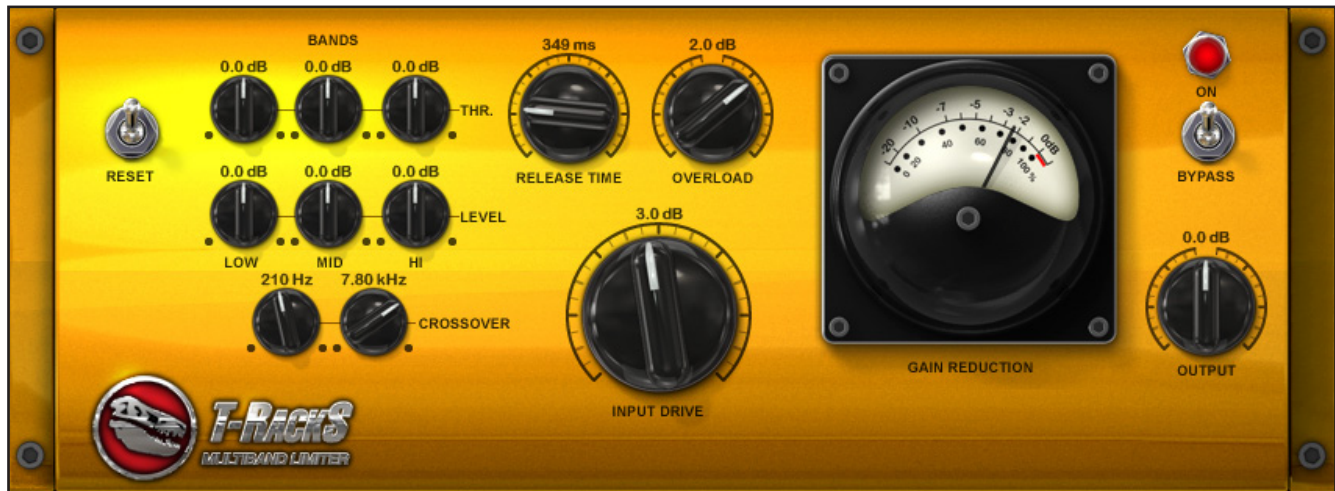 BANDS
0.0 dB 0.0 dB 0.0 dB
THR.
RESET
0.0 dB 0.0 dB 0.0 dB
LEVEL
LOW MID HI
210 Hz 7.80 kHz
CROSSOVER
349 ms
RELEASE TIME
2.0 dB
OVERLOAD
3.0 dB
INPUT DRIVE
-20 -10 -7 -5 -3 -2 0dB
0 20 40 60 80 100 %
GAIN REDUCTION
ON
BYPASS
0.0 dB
OUTPUT
T-RackS
MULTIBAND LIMITER